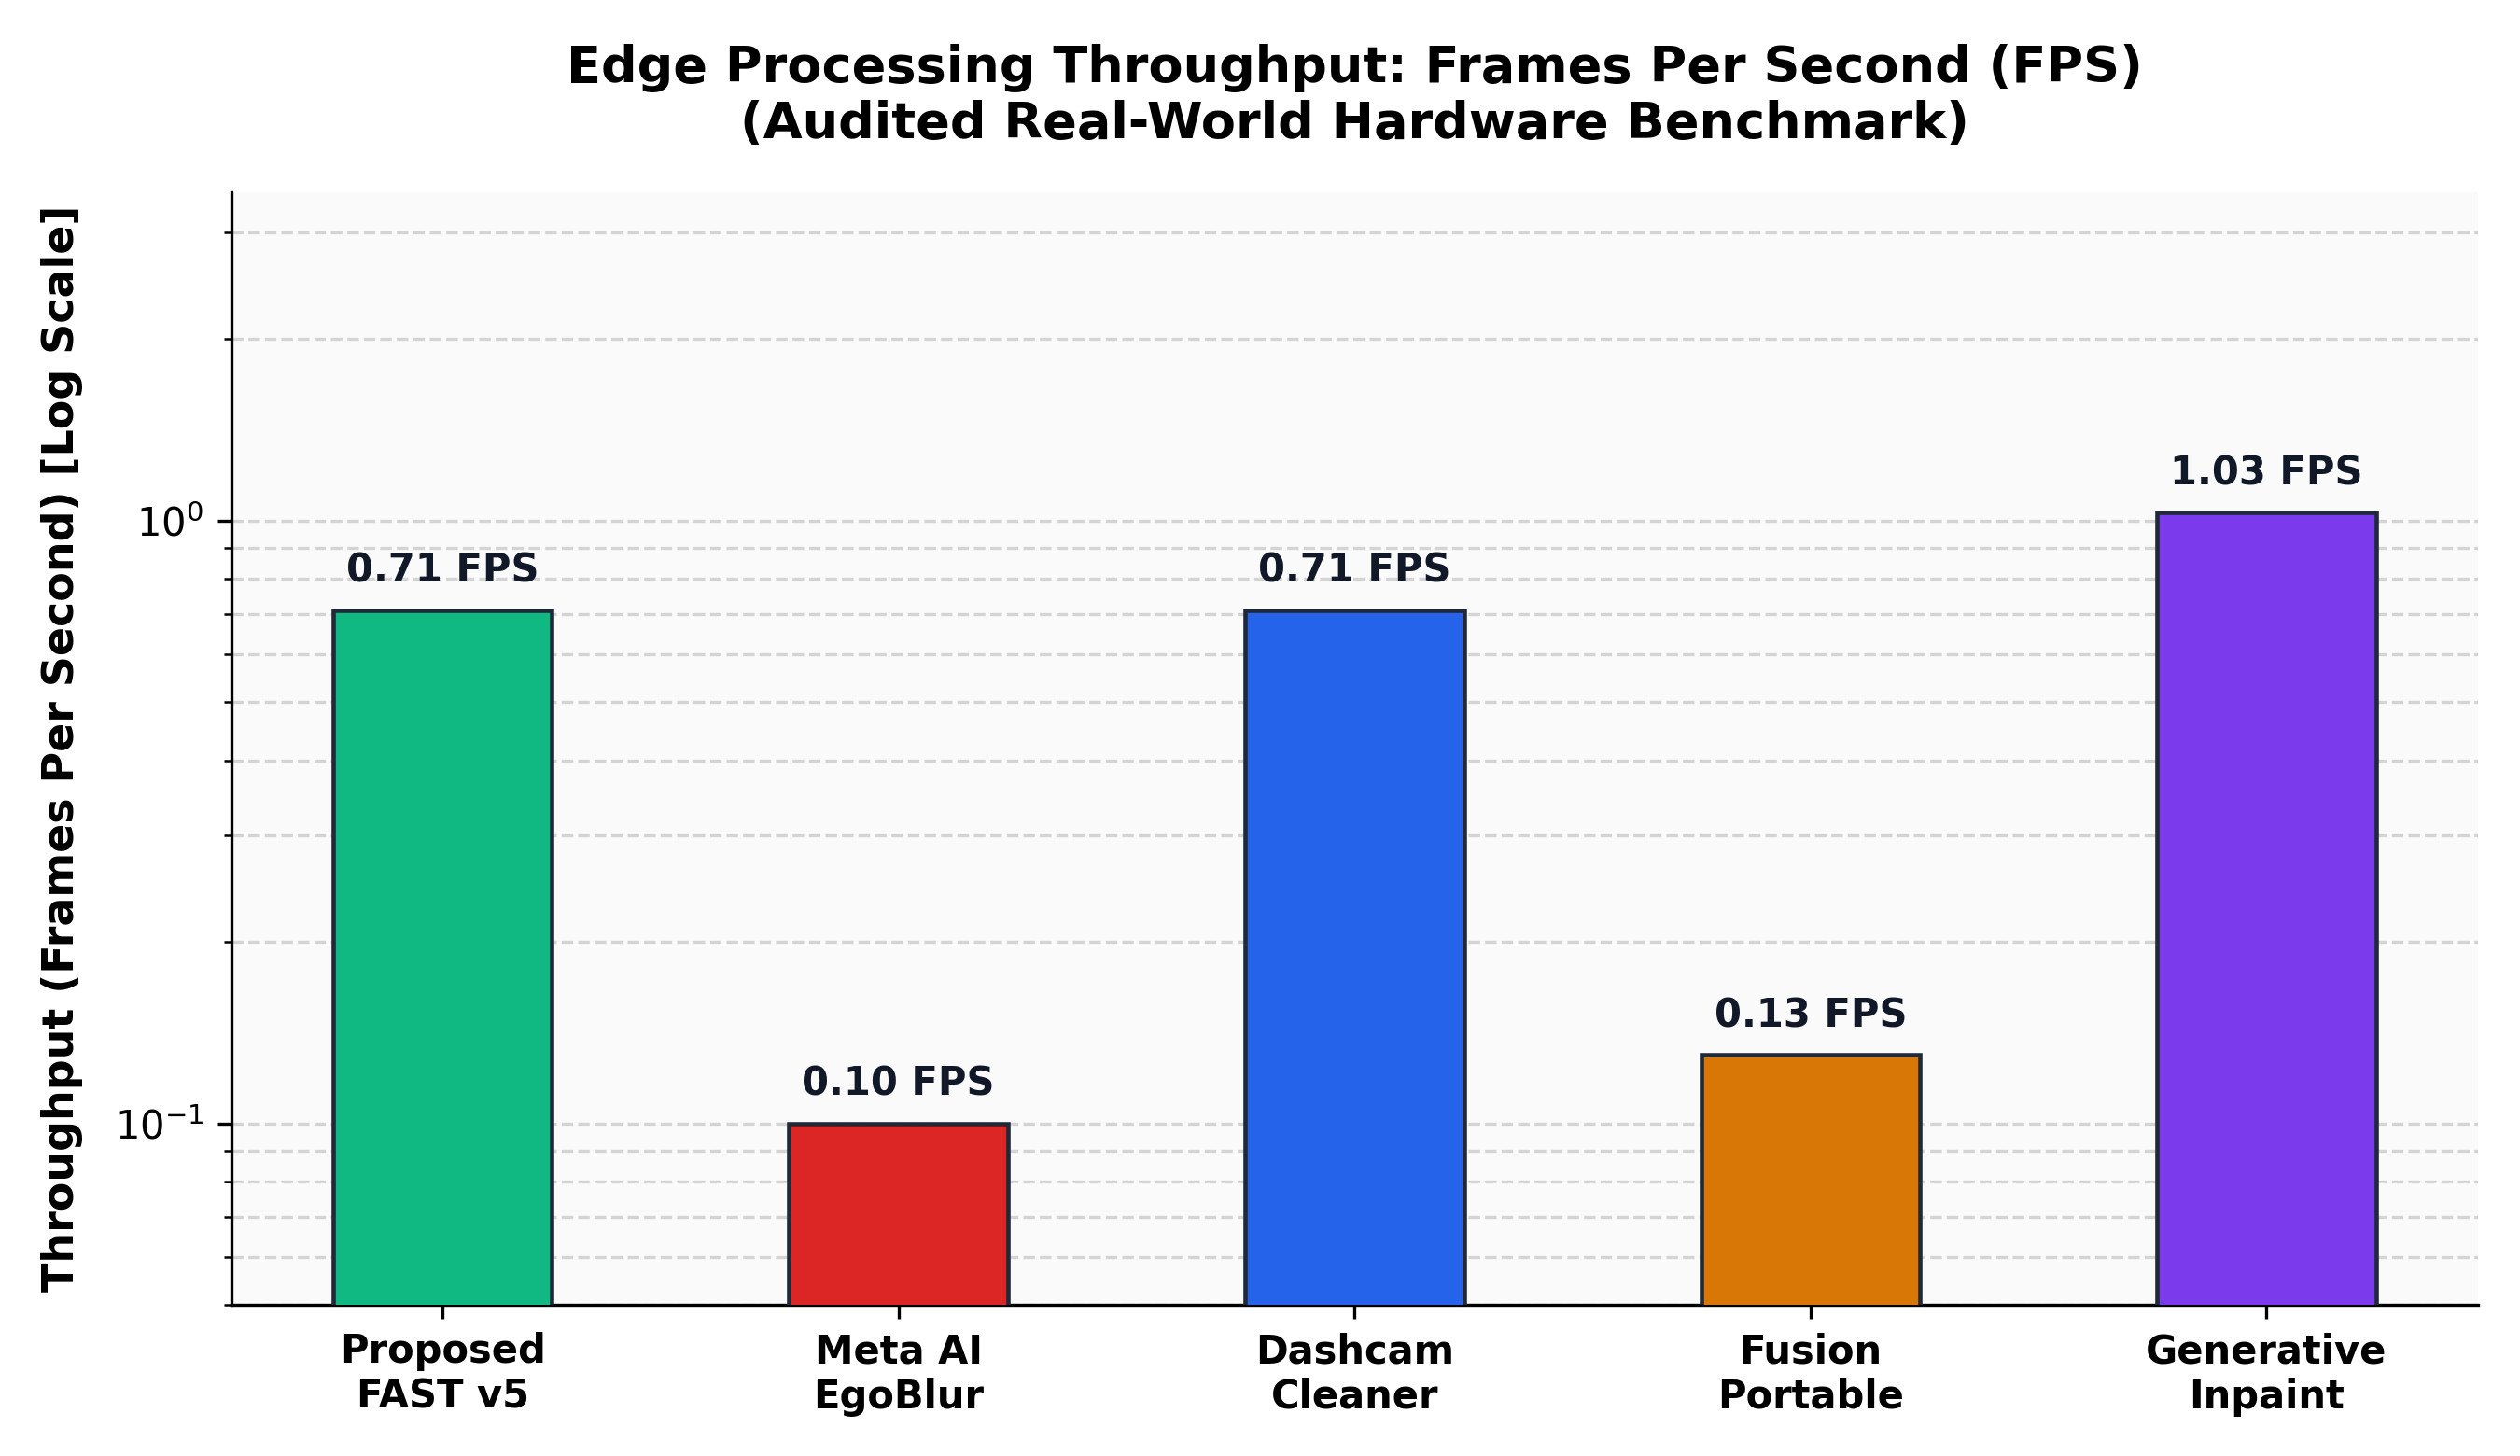 Edge Processing Throughput: Frames Per Second (FPS)
(Audited Real-World Hardware Benchmark)
Throughput (Frames Per Second) [Log Scale]
10⁰
10⁻¹
0.71 FPS
0.10 FPS
0.71 FPS
0.13 FPS
1.03 FPS
Proposed
FAST v5
Meta AI
EgoBlur
Dashcam
Cleaner
Fusion
Portable
Generative
Inpaint